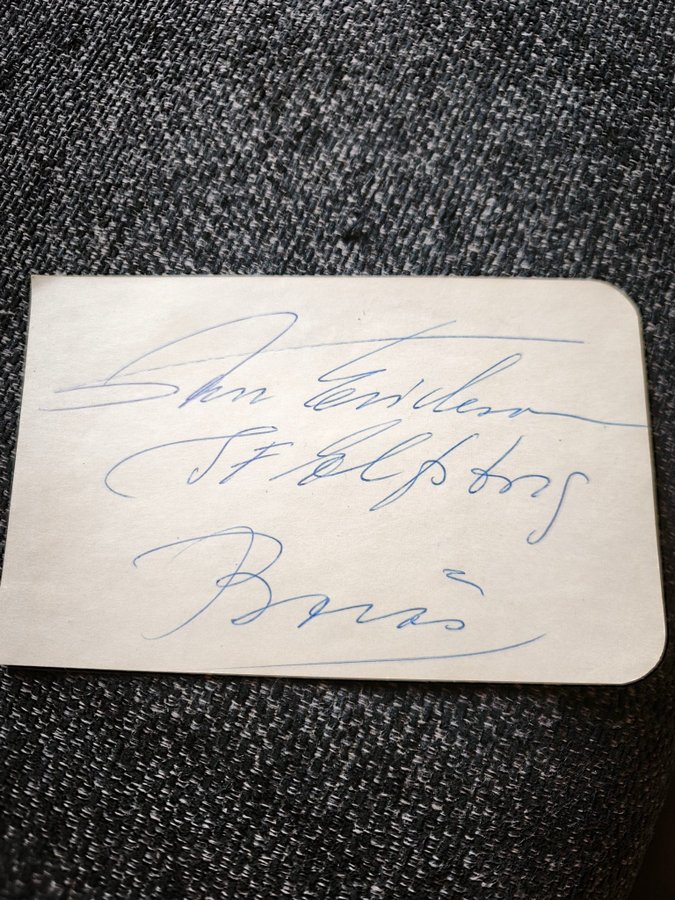 Sven Ericson
IF Elfsborg
Borås